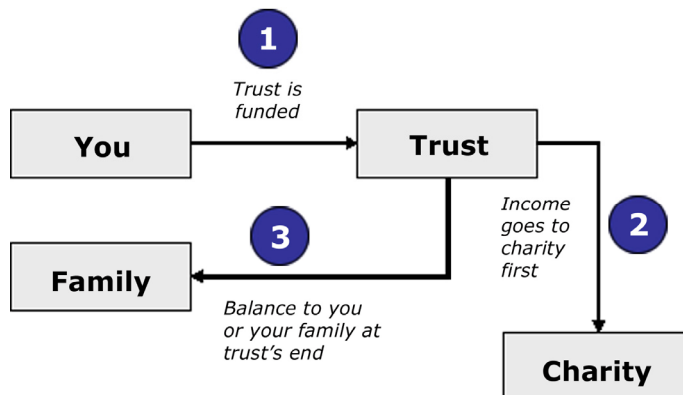 1
Trust is
funded
You
Trust
Income
goes to
charity
first
2
3
Family
Balance to you
or your family at
trust’s end
Charity